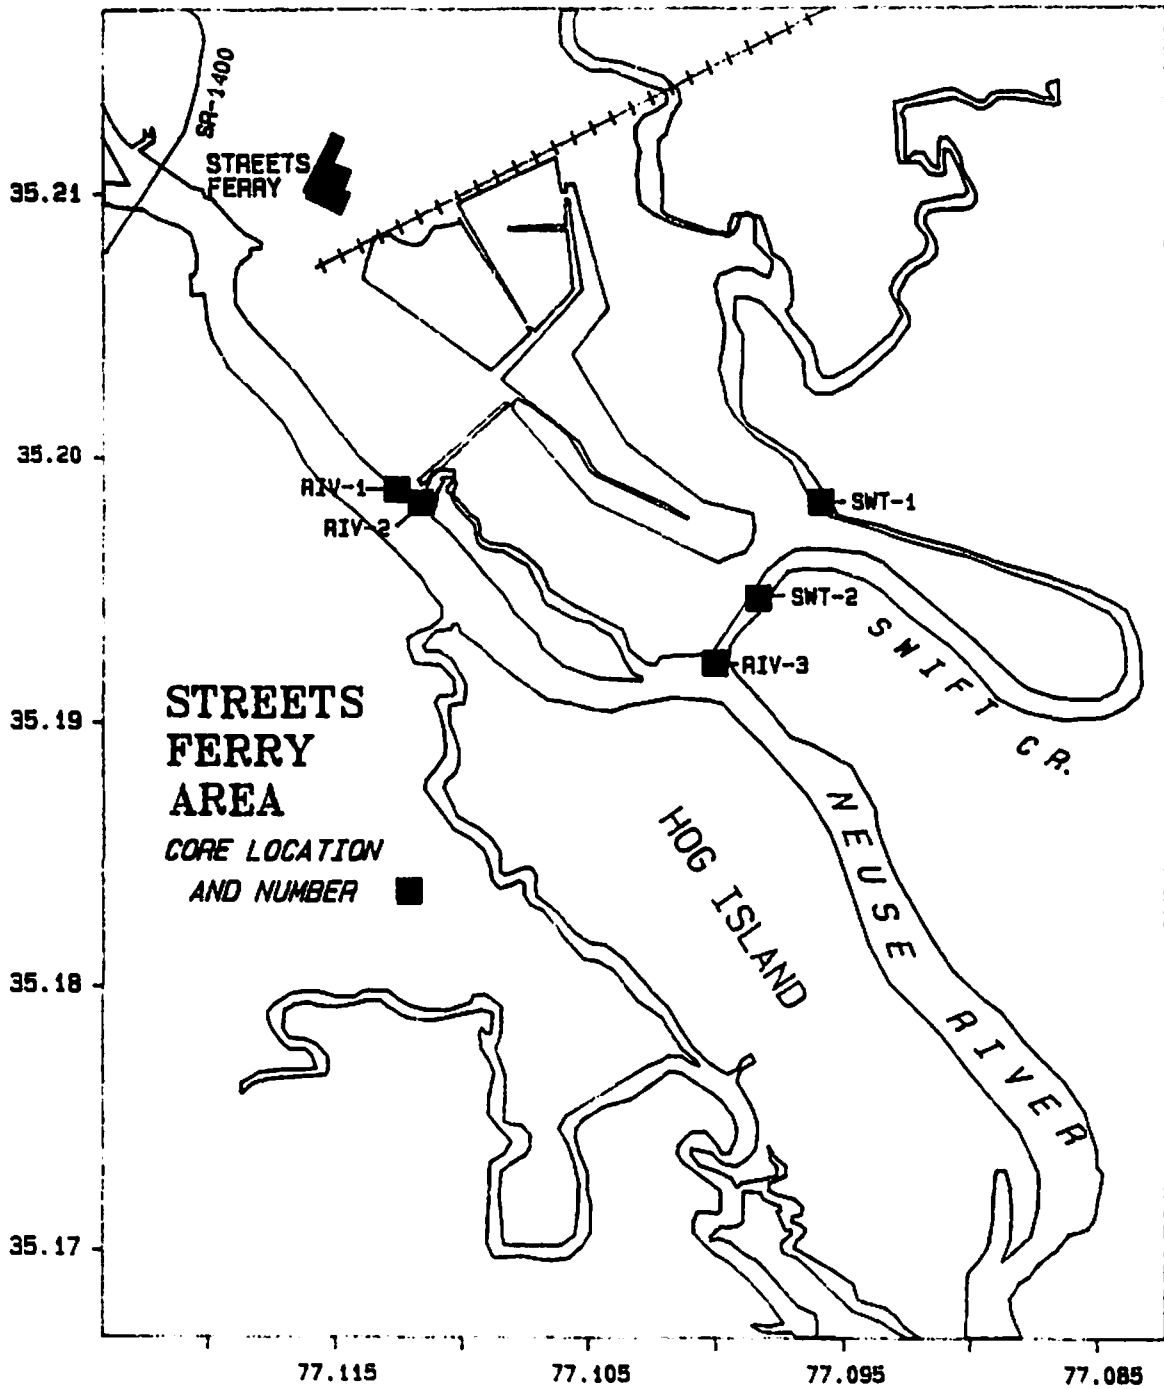 SR-1400
STREETS
FERRY
35.21
35.20
RIV-1
RIV-2
SWT-1
SWT-2
RIV-3
SWIFT CR.
35.19
STREETS
FERRY
AREA
CORE LOCATION
AND NUMBER
HOG ISLAND
NEUSE RIVER
35.18
35.17
77.115
77.105
77.095
77.085